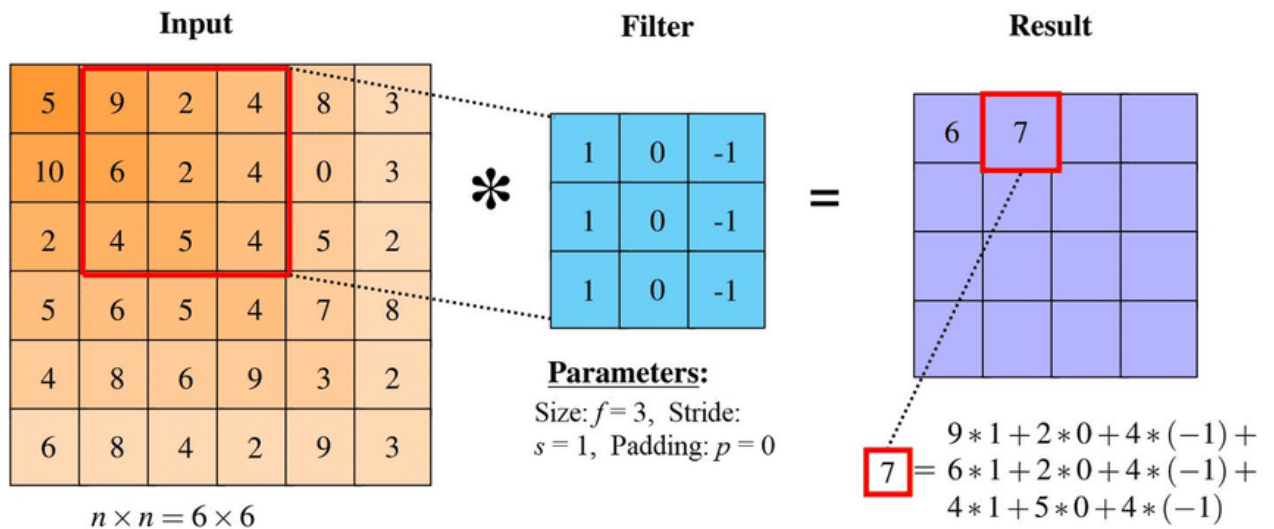 Input
Filter
Result
5 9 2 4 8 3
10 6 2 4 0 3
2 4 5 4 5 2
5 6 5 4 7 8
4 8 6 9 3 2
6 8 4 2 9 3
n × n = 6 × 6
*
1 0 -1
1 0 -1
1 0 -1
Parameters:
Size: f = 3, Stride:
s = 1, Padding: p = 0
=
6 7
7 = 9 * 1 + 2 * 0 + 4 * (−1) +
6 * 1 + 2 * 0 + 4 * (−1) +
4 * 1 + 5 * 0 + 4 * (−1)